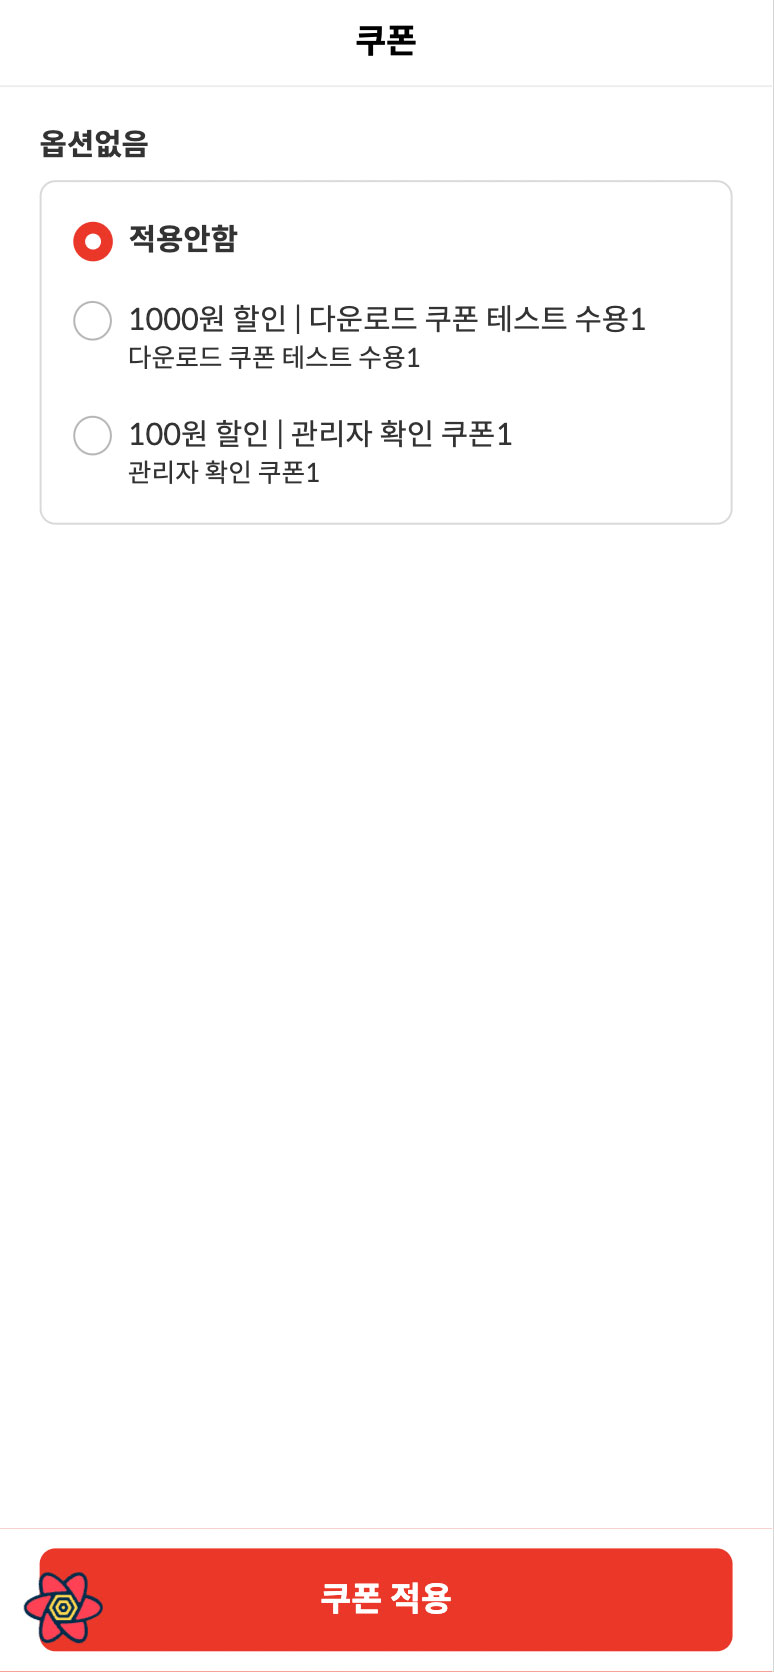 쿠폰
옵션없음
적용안함
1000원 할인 | 다운로드 쿠폰 테스트 수용1
다운로드 쿠폰 테스트 수용1
100원 할인 | 관리자 확인 쿠폰1
관리자 확인 쿠폰1
쿠폰 적용